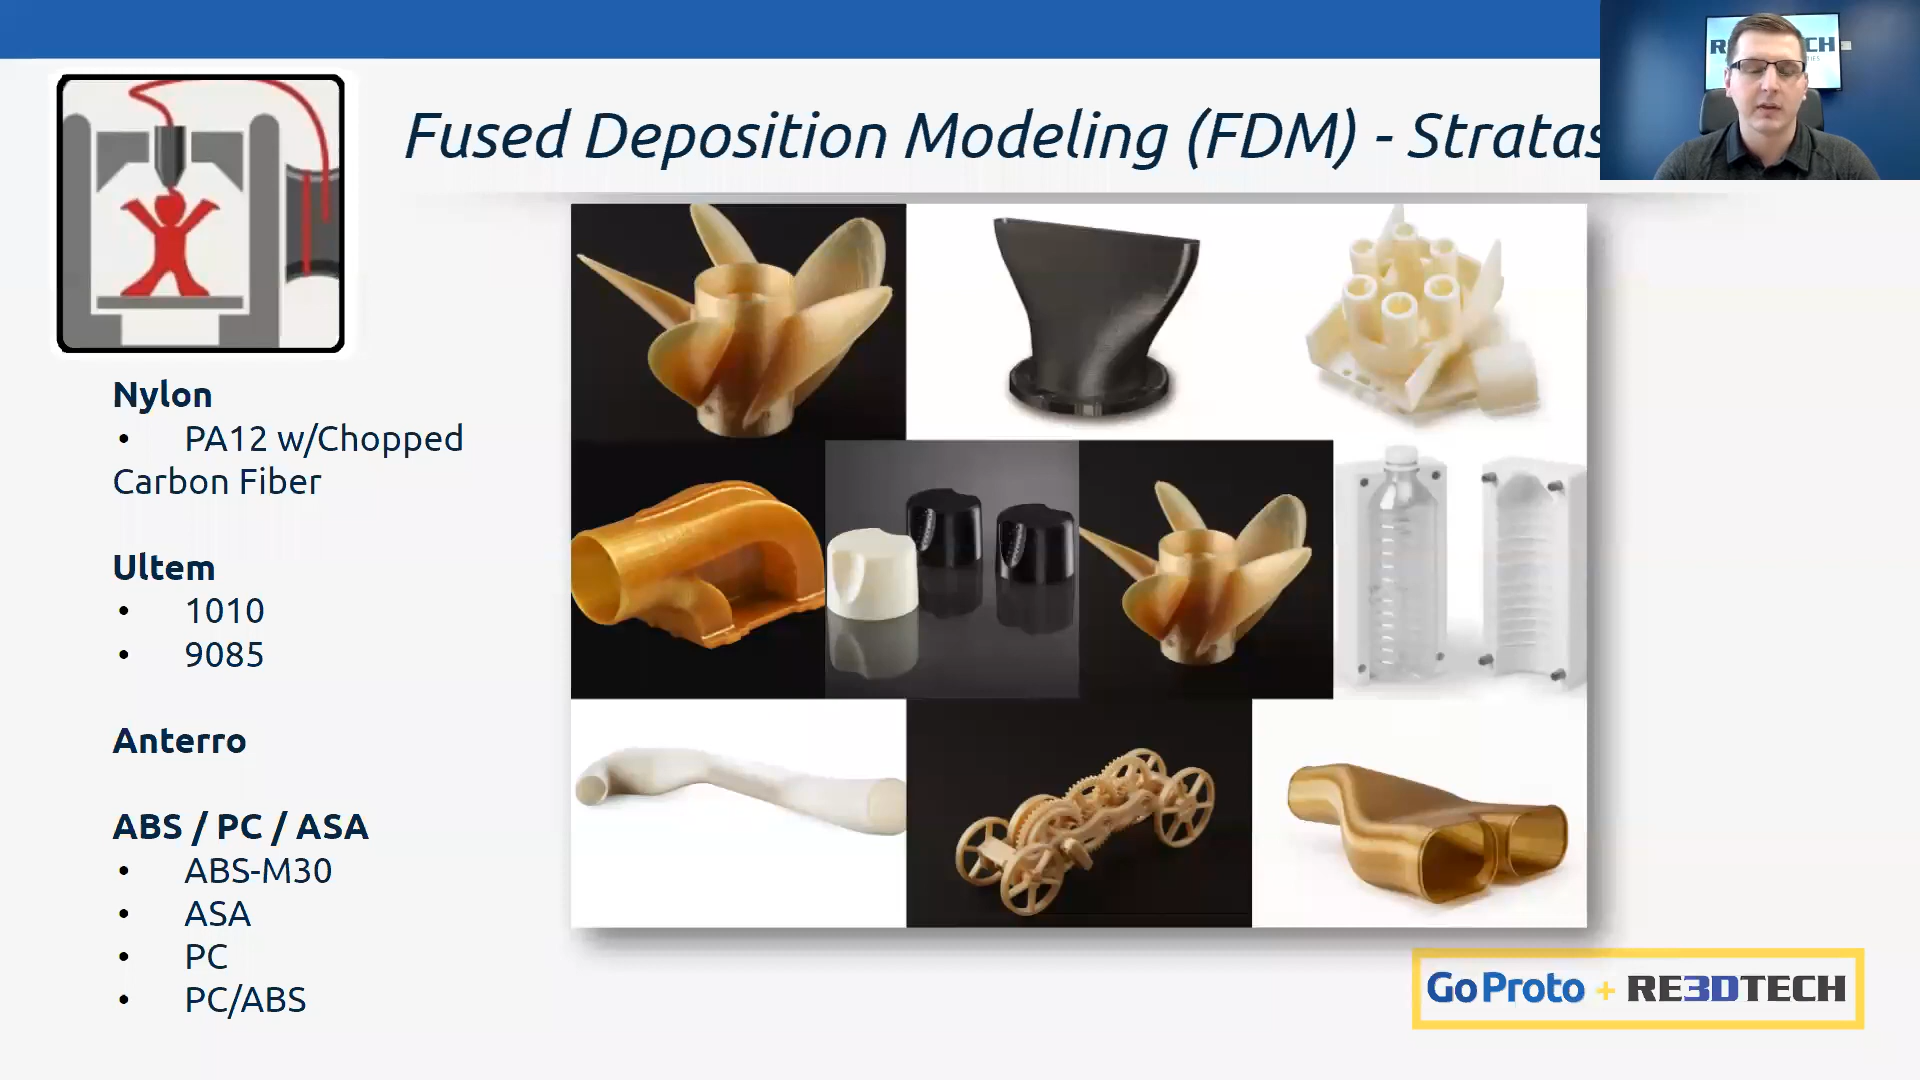 Fused Deposition Modeling (FDM) - Stratas
Nylon
• PA12 w/Chopped
Carbon Fiber
Ultem
• 1010
• 9085
Anterro
ABS / PC / ASA
• ABS-M30
• ASA
• PC
• PC/ABS
GoProto + RE3DTECH